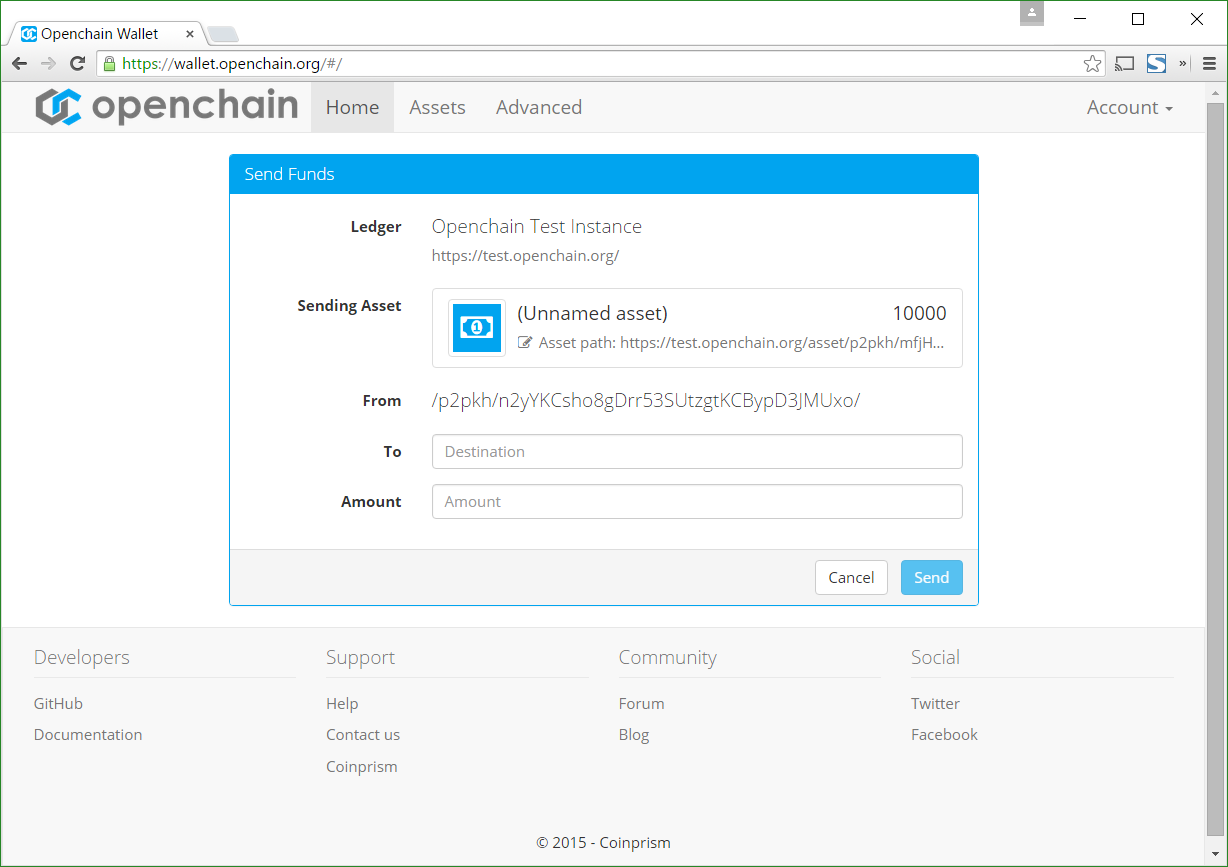 Openchain Wallet
https://wallet.openchain.org/#/
openchain Home Assets Advanced Account
Send Funds
Ledger Openchain Test Instance
https://test.openchain.org/
Sending Asset (Unnamed asset) 10000
Asset path: https://test.openchain.org/asset/p2pkh/mfjH...
From /p2pkh/n2yYKCsho8gDrr53SUtzgtKCBypD3JMUxo/
To Destination
Amount Amount
Cancel Send
Developers Support Community Social
GitHub Help Forum Twitter
Documentation Contact us Blog Facebook
Coinprism
© 2015 - Coinprism